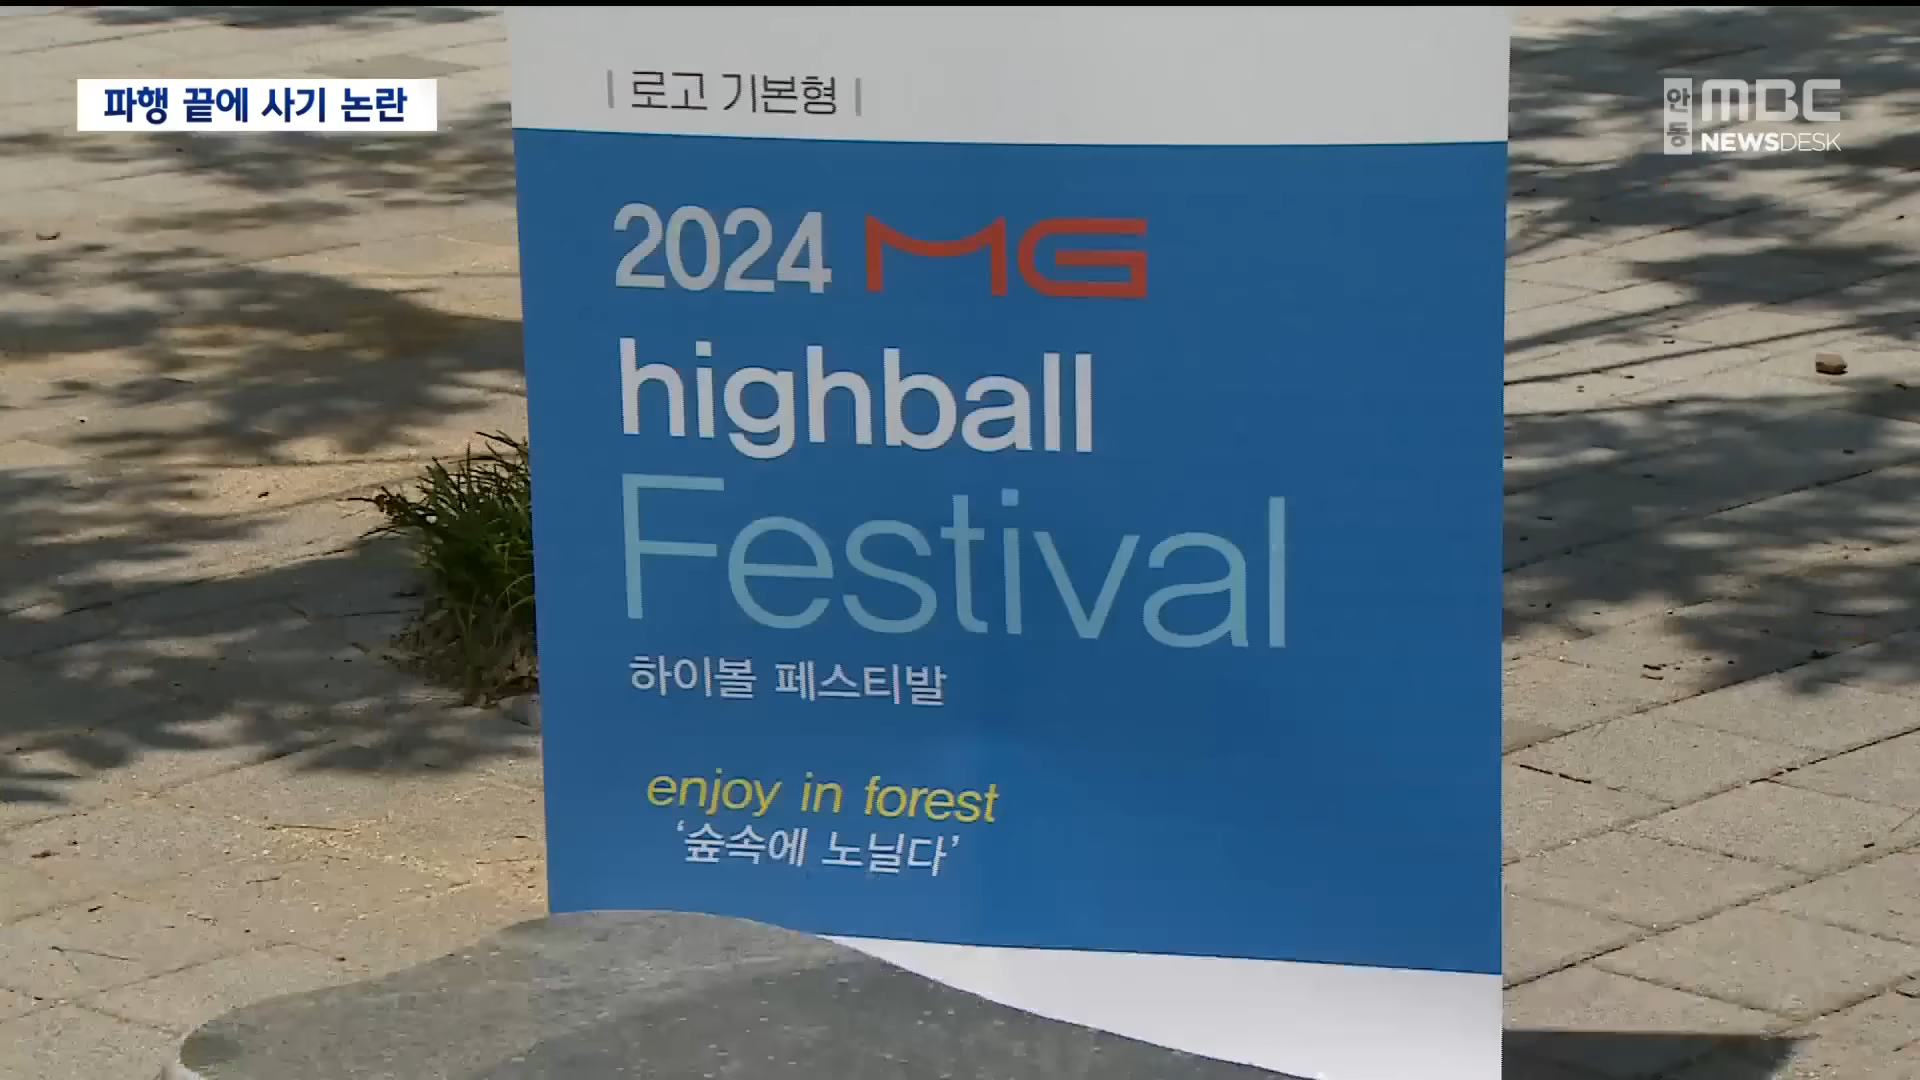 파행 끝에 사기 논란
안동 MBC
NEWSDESK
| 로고 기본형 |
2024 MG
highball
Festival
하이볼 페스티발
enjoy in forest
‘숲속에 노닐다’